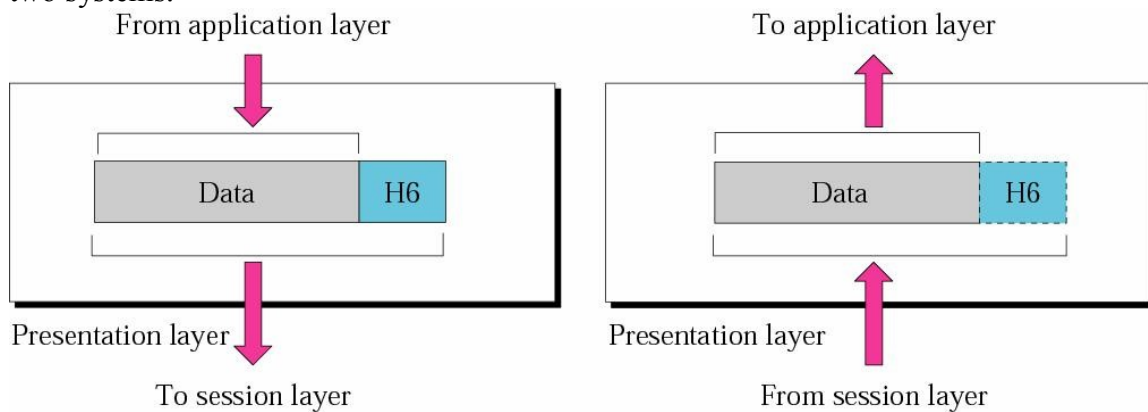 two systems.
From application layer
To application layer
Data
H6
Data
H6
Presentation layer
Presentation layer
To session layer
From session layer